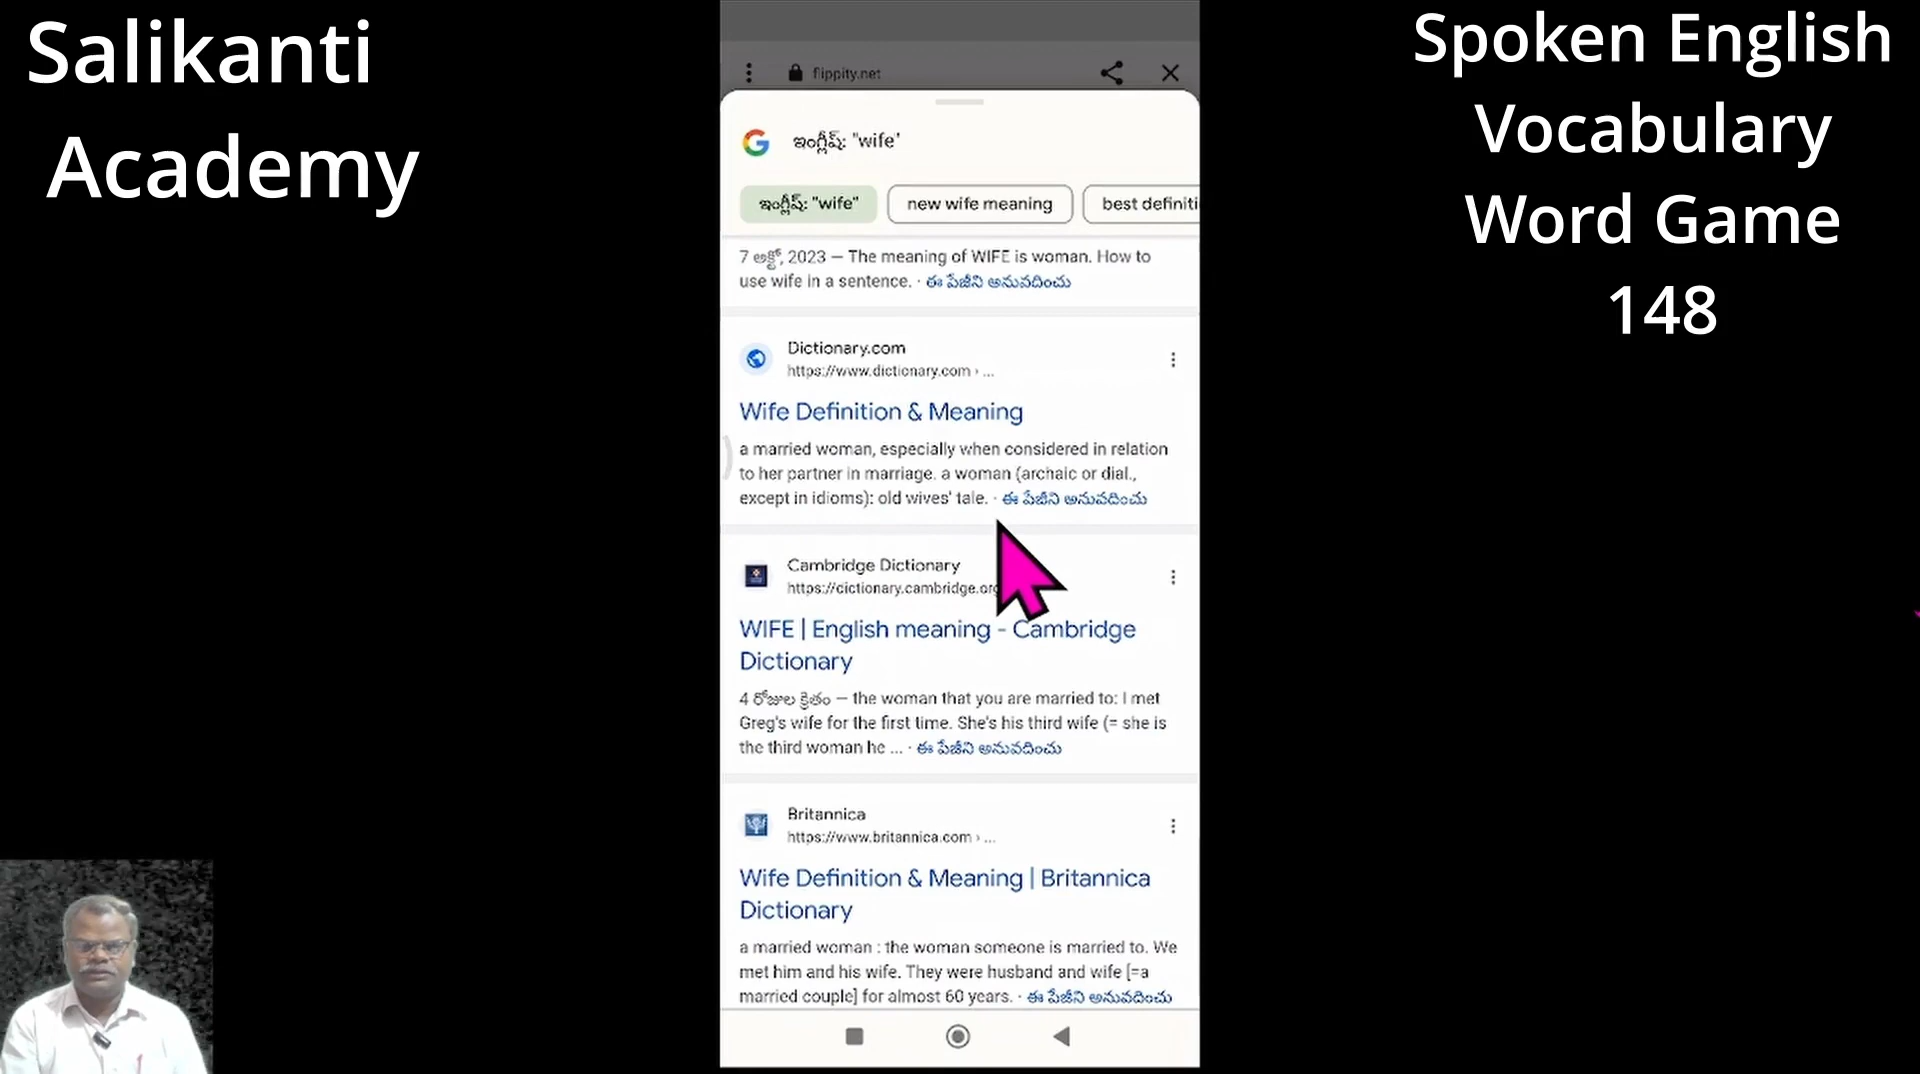 Salikanti
Academy
Spoken English
Vocabulary
Word Game
148
flippity.net
ఇంగ్లీష్: "wife"
ఇంగ్లీష్: "wife"
new wife meaning
best definiti
7 అక్టో, 2023 — The meaning of WIFE is woman. How to
use wife in a sentence. · ఈ పేజీని అనువదించు
Dictionary.com
https://www.dictionary.com › ...
Wife Definition & Meaning
a married woman, especially when considered in relation
to her partner in marriage. a woman (archaic or dial.,
except in idioms): old wives' tale. · ఈ పేజీని అనువదించు
Cambridge Dictionary
https://dictionary.cambridge.org
WIFE | English meaning - Cambridge
Dictionary
4 రోజుల క్రితం — the woman that you are married to: I met
Greg's wife for the first time. She's his third wife (= she is
the third woman he ... · ఈ పేజీని అనువదించు
Britannica
https://www.britannica.com › ...
Wife Definition & Meaning | Britannica
Dictionary
a married woman : the woman someone is married to. We
met him and his wife. They were husband and wife [=a
married couple] for almost 60 years. · ఈ పేజీని అనువదించు